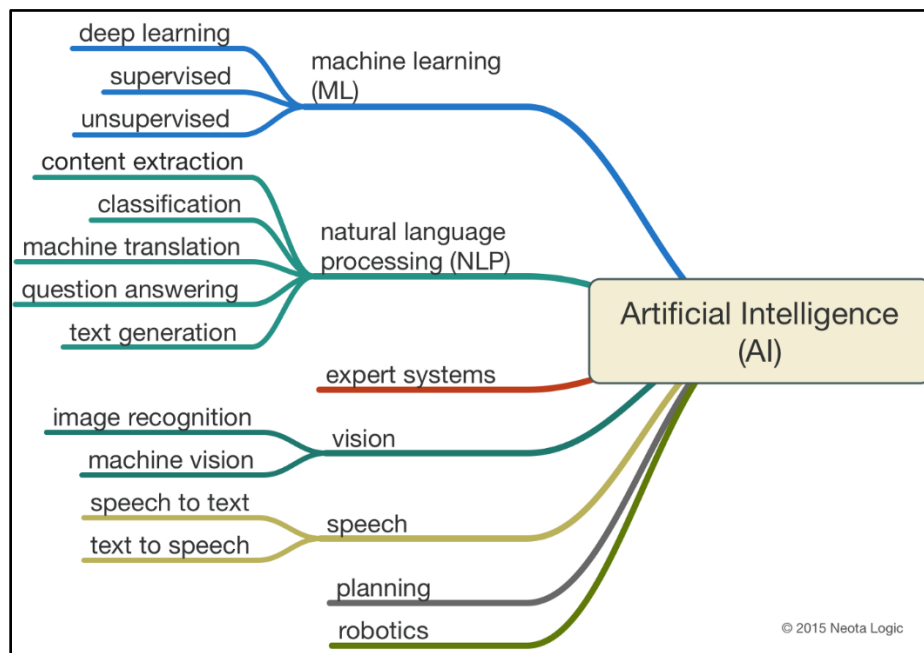 deep learning
supervised
unsupervised
machine learning
(ML)
content extraction
classification
machine translation
question answering
text generation
natural language
processing (NLP)
Artificial Intelligence
(AI)
expert systems
image recognition
machine vision
vision
speech to text
text to speech
speech
planning
robotics
© 2015 Neota Logic